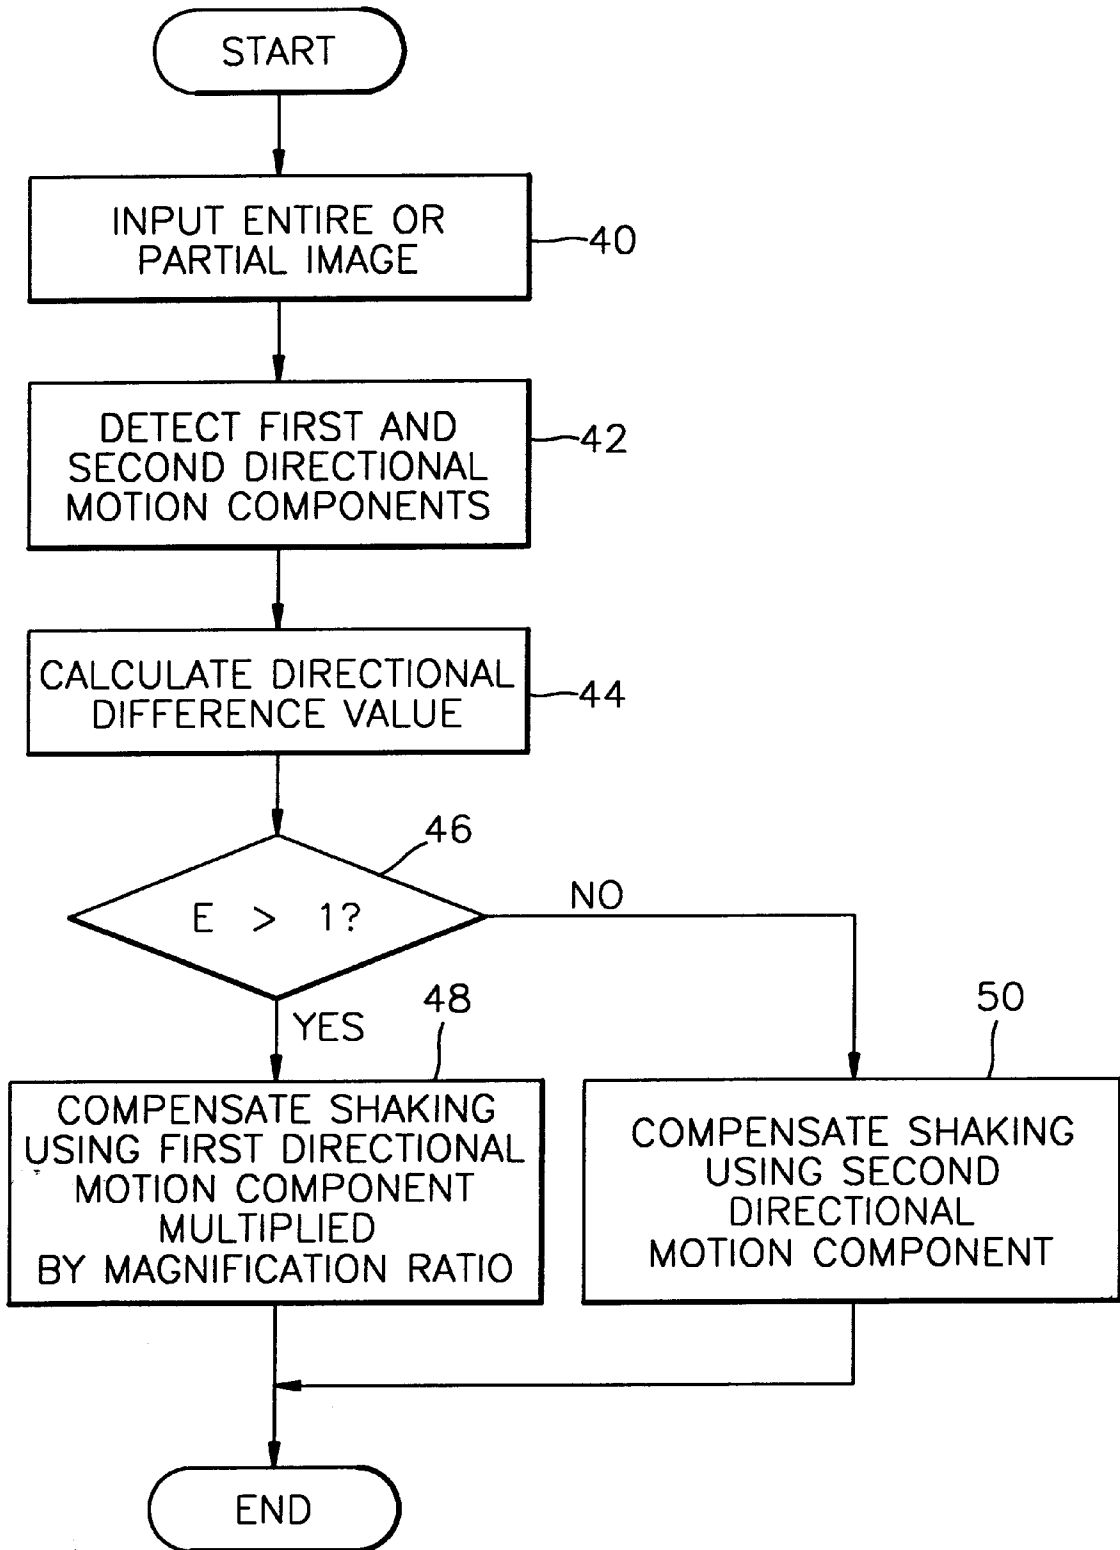 START
INPUT ENTIRE OR
PARTIAL IMAGE
40
DETECT FIRST AND
SECOND DIRECTIONAL
MOTION COMPONENTS
42
CALCULATE DIRECTIONAL
DIFFERENCE VALUE
44
46
E > 1?
NO
YES
48
COMPENSATE SHAKING
USING FIRST DIRECTIONAL
MOTION COMPONENT
MULTIPLIED
BY MAGNIFICATION RATIO
50
COMPENSATE SHAKING
USING SECOND
DIRECTIONAL
MOTION COMPONENT
END